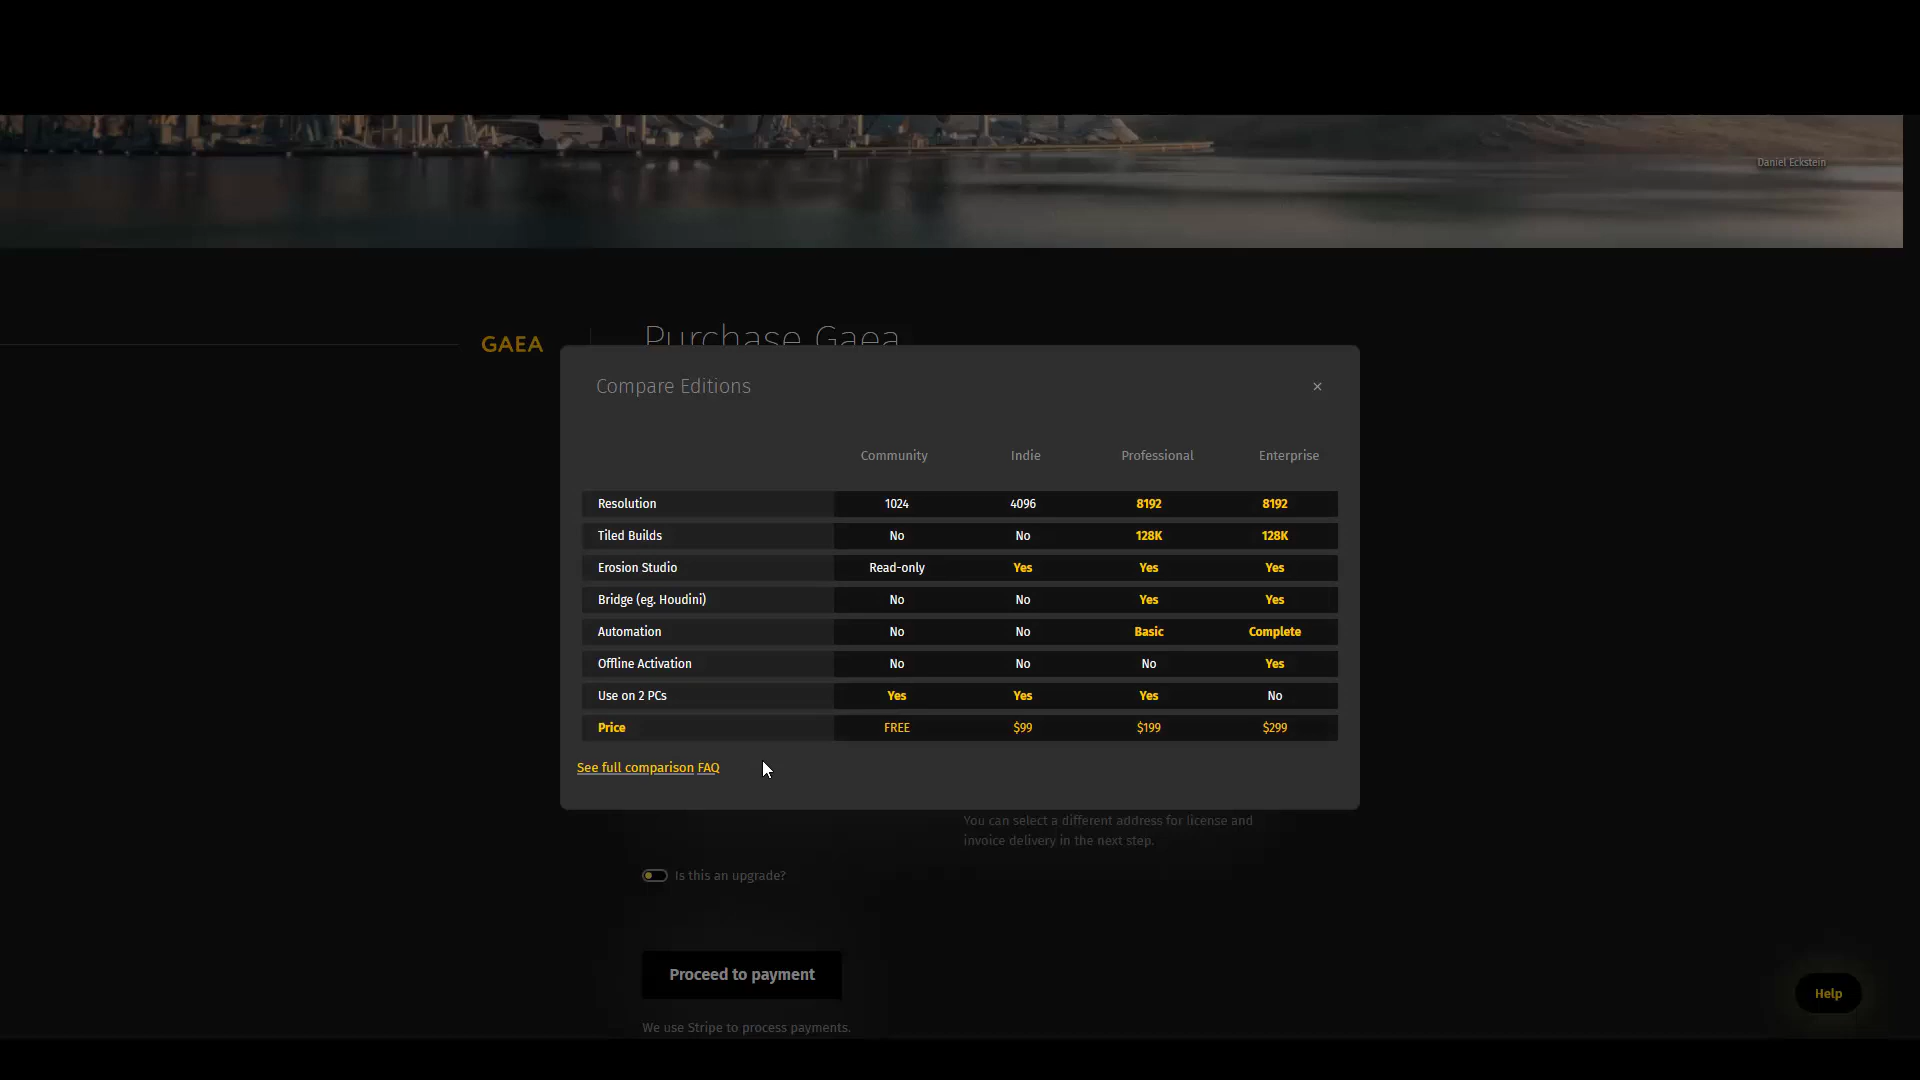 Daniel Eckstein
GAEA
Purchase Gaea
Compare Editions
×
Community Indie Professional Enterprise
Resolution 1024 4096 8192 8192
Tiled Builds No No 128K 128K
Erosion Studio Read-only Yes Yes Yes
Bridge (eg. Houdini) No No Yes Yes
Automation No No Basic Complete
Offline Activation No No No Yes
Use on 2 PCs Yes Yes Yes No
Price FREE $99 $199 $299
See full comparison FAQ
You can select a different address for license and
invoice delivery in the next step.
Is this an upgrade?
Proceed to payment
Help
We use Stripe to process payments.